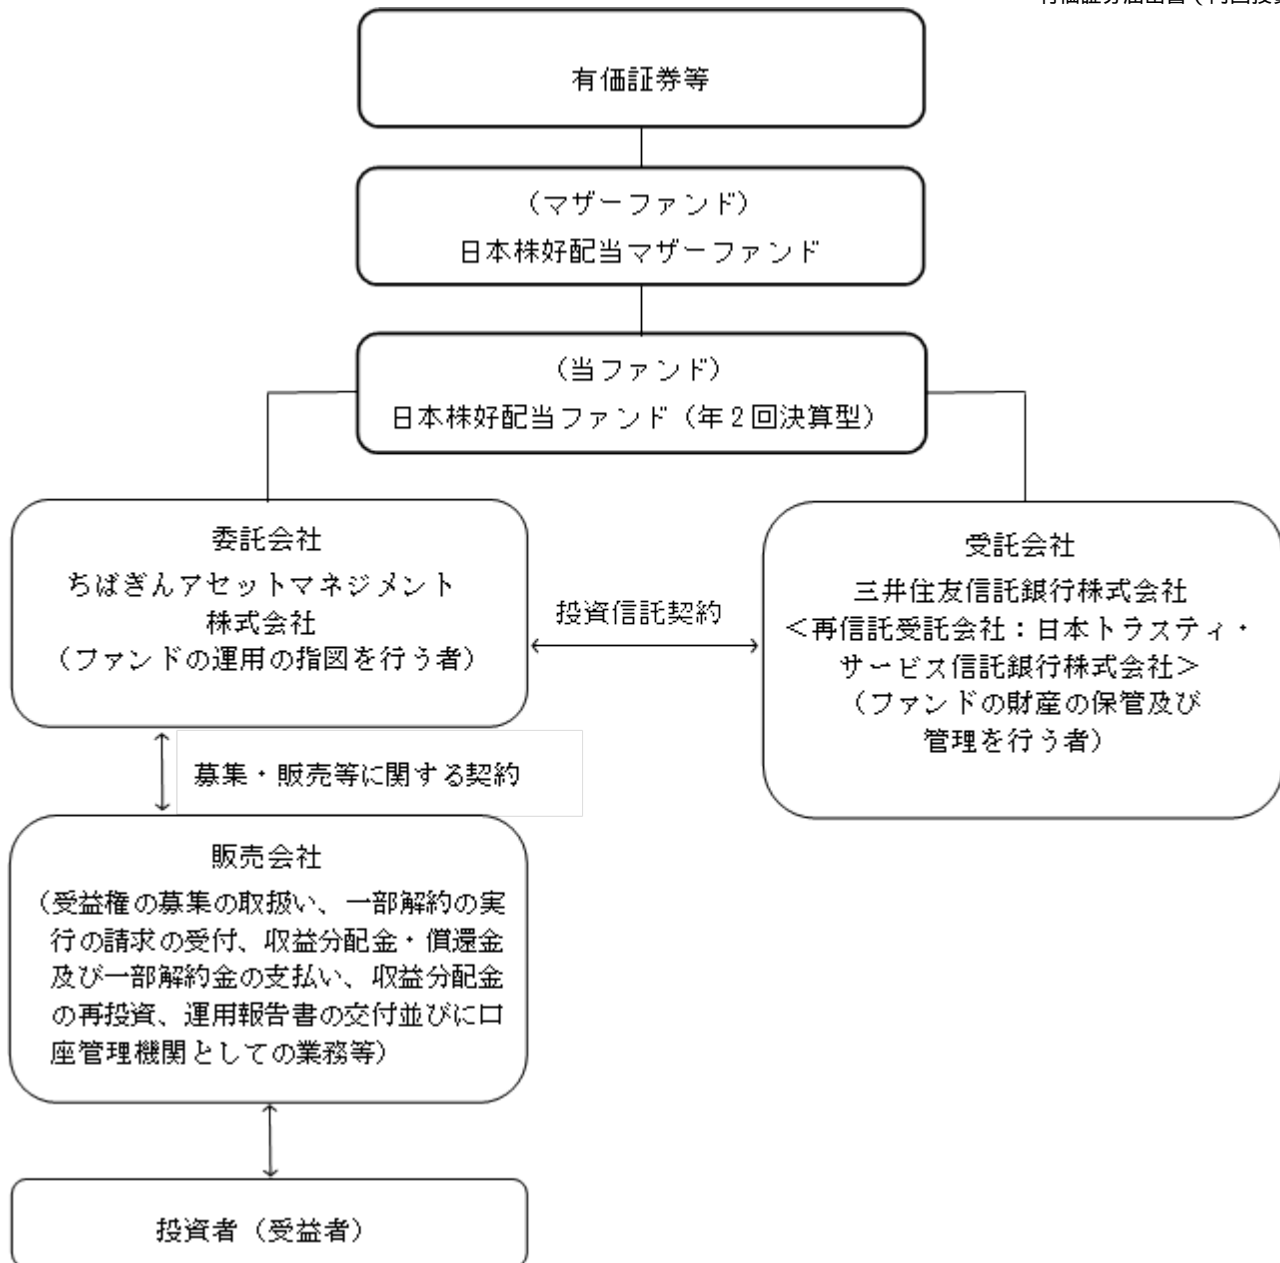 有価証券等
（マザーファンド）
日本株好配当マザーファンド
（当ファンド）
日本株好配当ファンド（年２回決算型）
委託会社
ちばぎんアセットマネジメント
株式会社
（ファンドの運用の指図を行う者）
投資信託契約
受託会社
三井住友信託銀行株式会社
＜再信託受託会社：日本トラスティ・
サービス信託銀行株式会社＞
（ファンドの財産の保管及び
管理を行う者）
募集・販売等に関する契約
販売会社
（受益権の募集の取扱い、一部解約の実
行の請求の受付、収益分配金・償還金
及び一部解約金の支払い、収益分配金
の再投資、運用報告書の交付並びに口
座管理機関としての業務等）
投資者（受益者）